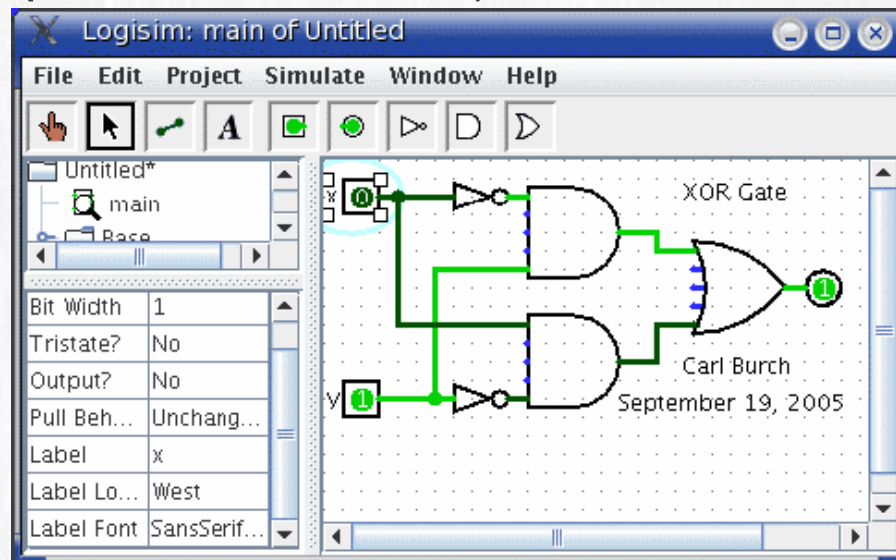 Logisim: main of Untitled
File Edit Project Simulate Window Help
A
Untitled*
main
Base
Bit Width 1
Tristate? No
Output? No
Pull Beh... Unchang...
Label x
Label Lo... West
Label Font SansSerif...
x 0
XOR Gate
1
Carl Burch
y 1
September 19, 2005